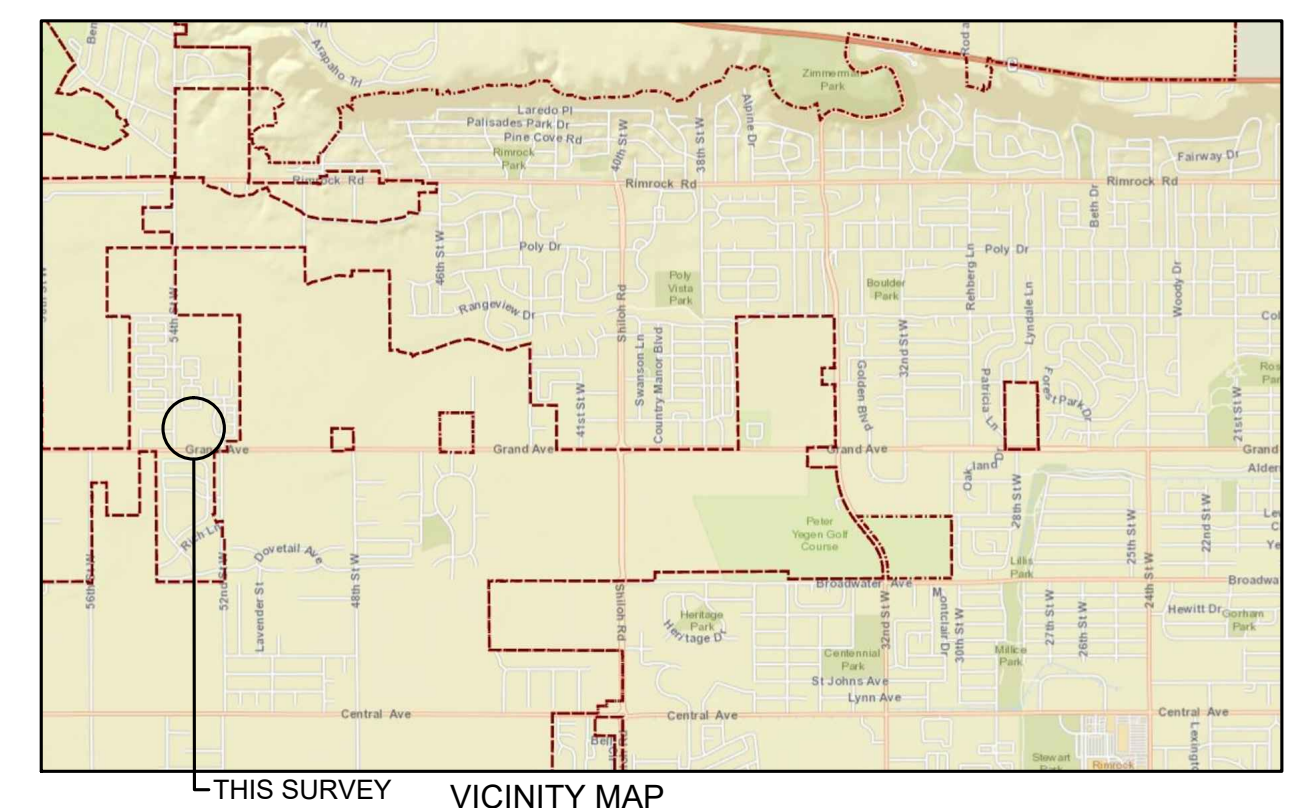 Arapaho Trl
Zimmerman
Park
Laredo Pl
Palisades Park Dr
Pine Cove Rd
Rimrock
Park
40th St W
38th St W
Alpine Dr
Fairway Dr
Rimrock Rd
Rimrock Rd
Rimrock Rd
Beth Dr
46th St W
Poly Dr
Poly Dr
Rehberg Ln
Woody Dr
Poly
Vista
Park
Boulder
Park
Rangeview Dr
54th St W
Shiloh Rd
Lyndale Ln
Swanson Ln
Country Manor Blvd
32nd St W
Golden Blvd
Patricia Ln
Forest Park Dr
41st St W
21st St W
Grand Ave
Grand Ave
Grand Ave
Grand
Oakland Dr
28th St W
Peter
Yegen Golf
Course
Rich Ln
Dovetail Ave
25th St W
22nd St W
Lillis
Park
56th St W
52nd St W
Lavender St
48th St W
Shiloh Rd
Broadwater Ave
24th St W
Heritage
Park
Heritage Dr
32nd St W
Montclair Dr
30th St W
27th St W
26th St W
Hewitt Dr
Gorham
Park
Centennial
Park
Millice
Park
St Johns Ave
Lynn Ave
Central Ave
Central Ave
Central Ave
Stewart
Rimrock
THIS SURVEY
VICINITY MAP